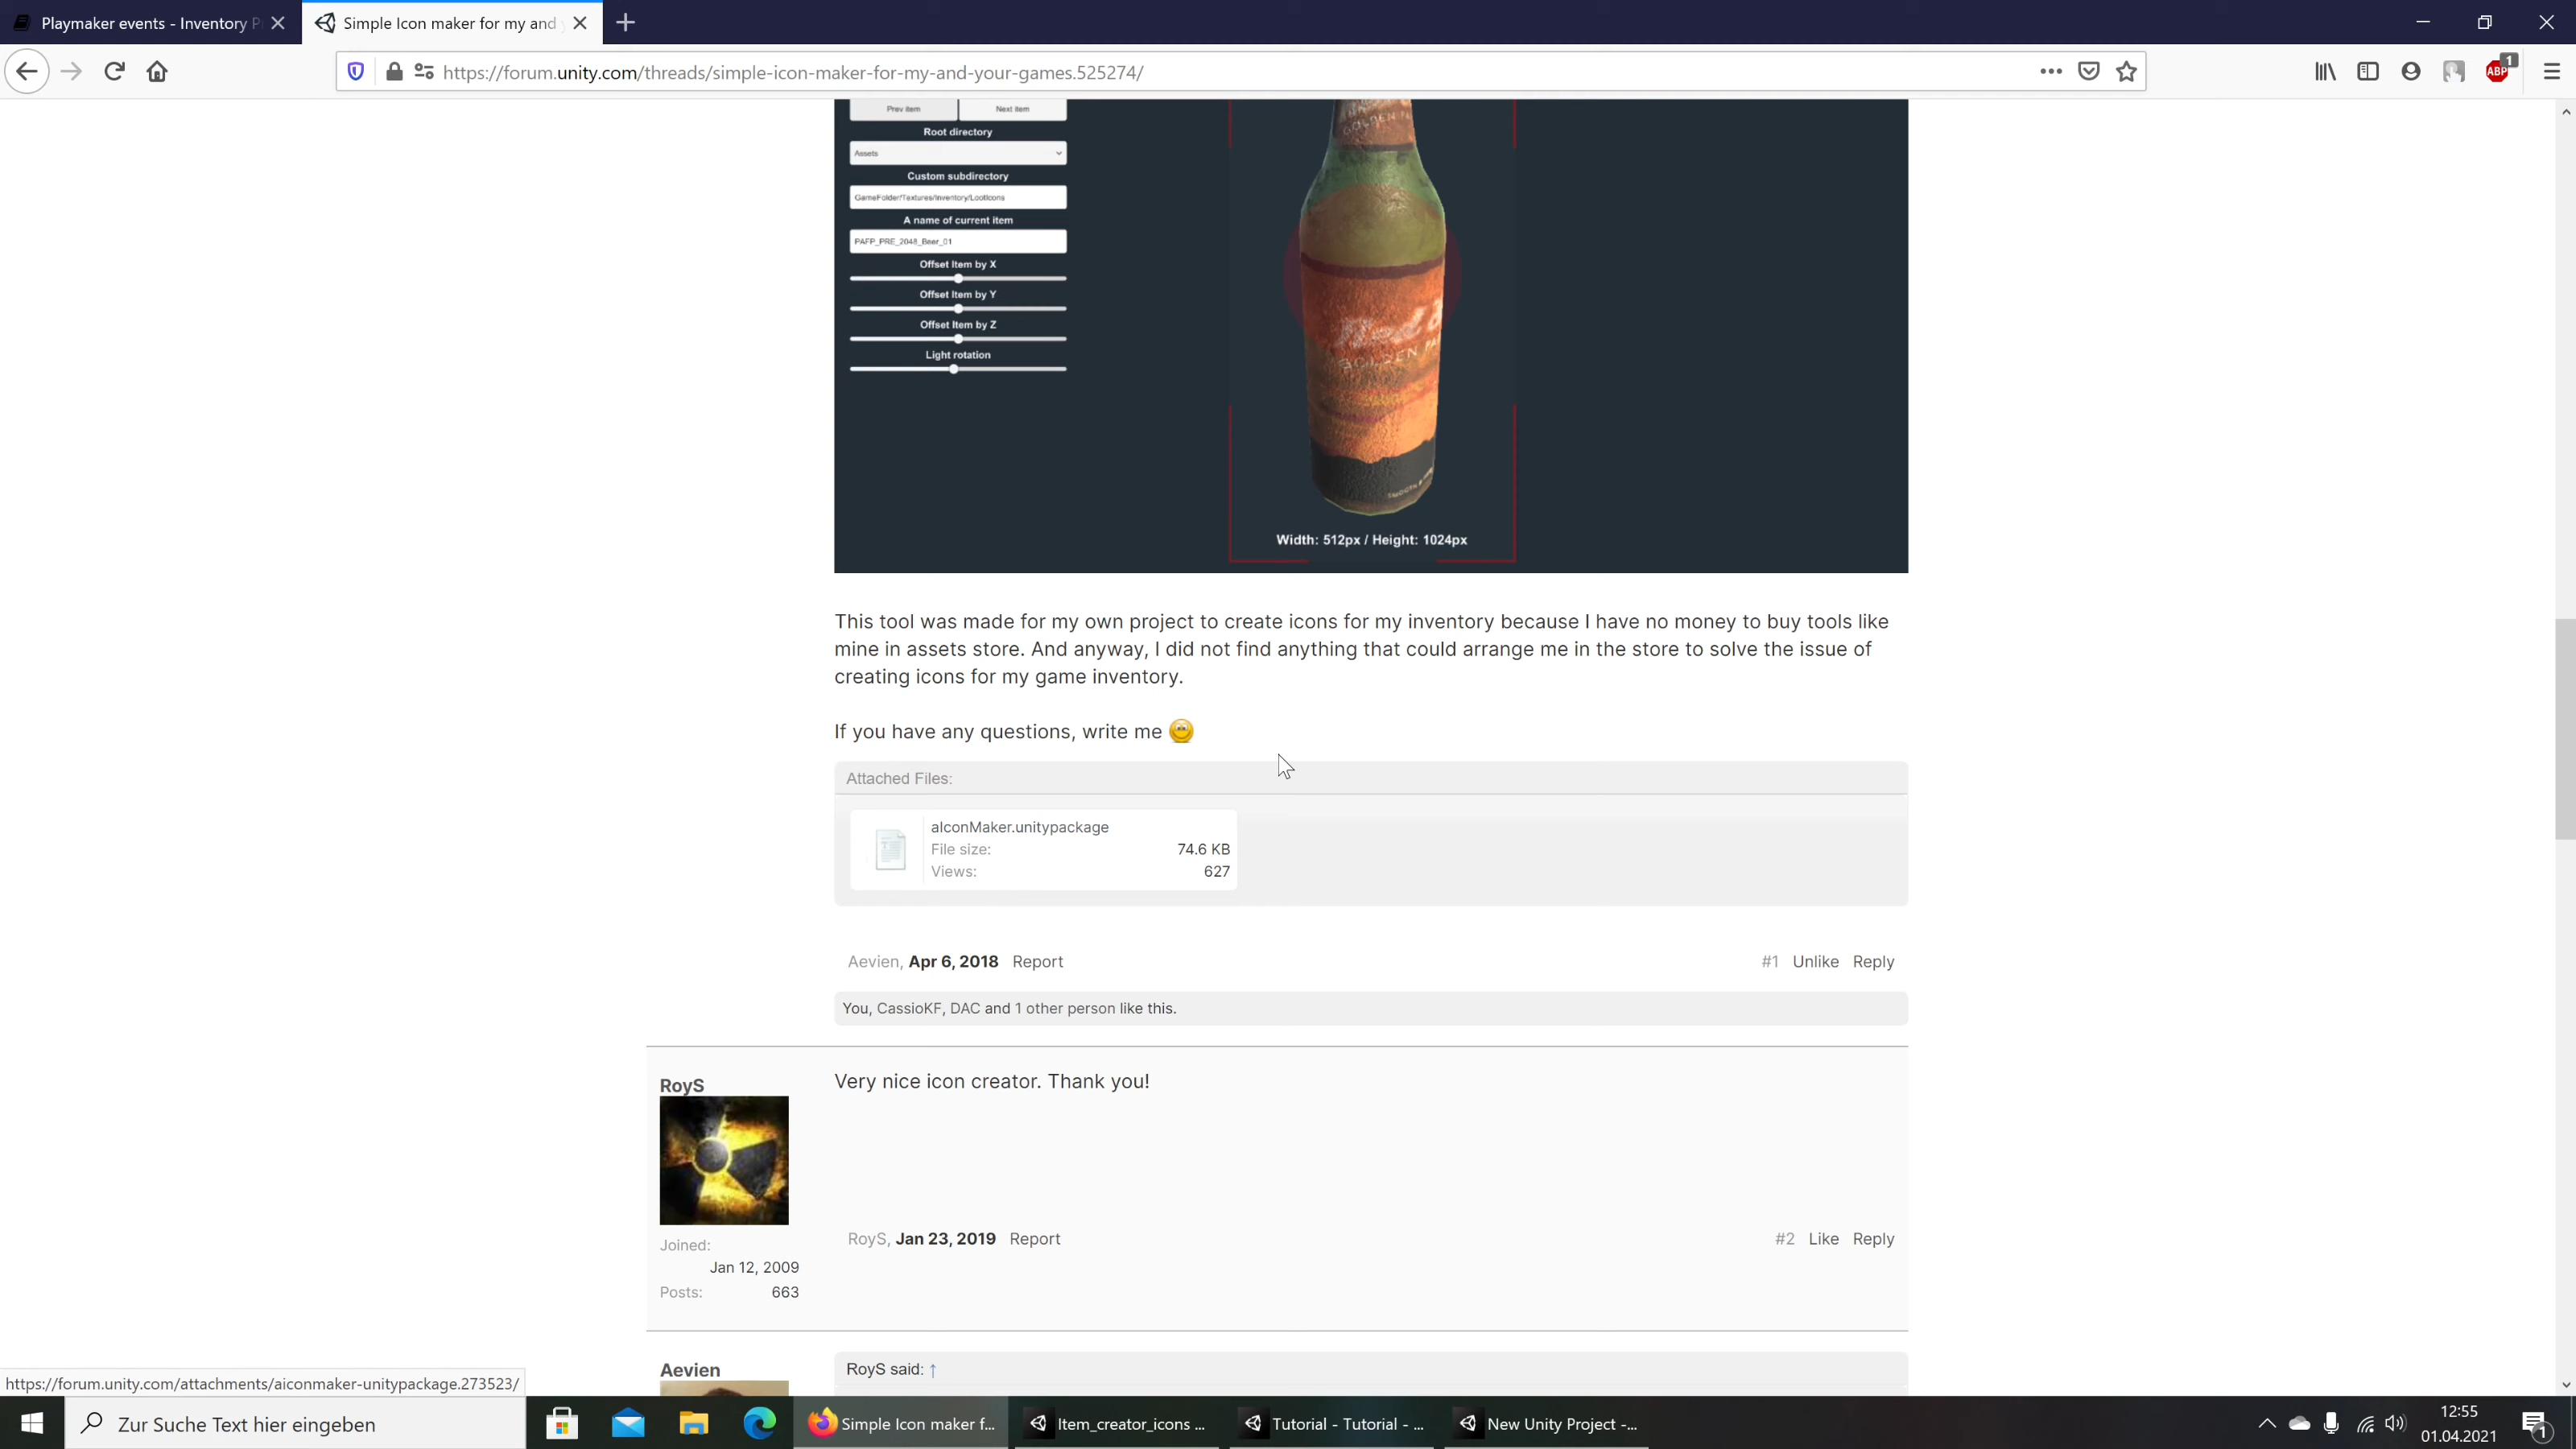 Playmaker events - Inventory P
Simple Icon maker for my and
https://forum.unity.com/threads/simple-icon-maker-for-my-and-your-games.525274/
ABP
1
Prev item
Next item
Root directory
Assets
Custom subdirectory
GameFolder/Textures/Inventory/LootIcons
A name of current item
PAFP_PRE_2048_Beer_01
Offset Item by X
Offset Item by Y
Offset Item by Z
Light rotation
Width: 512px / Height: 1024px
This tool was made for my own project to create icons for my inventory because I have no money to buy tools like
mine in assets store. And anyway, I did not find anything that could arrange me in the store to solve the issue of
creating icons for my game inventory.
If you have any questions, write me
Attached Files:
aIconMaker.unitypackage
File size: 74.6 KB
Views: 627
Aevien, Apr 6, 2018 Report
#1 Unlike Reply
You, CassioKF, DAC and 1 other person like this.
RoyS
Very nice icon creator. Thank you!
RoyS, Jan 23, 2019 Report
#2 Like Reply
Joined:
Jan 12, 2009
Posts: 663
Aevien
RoyS said: ↑
https://forum.unity.com/attachments/aiconmaker-unitypackage.273523/
Zur Suche Text hier eingeben
Simple Icon maker f...
Item_creator_icons ...
Tutorial - Tutorial - ...
New Unity Project -...
12:55
01.04.2021
1